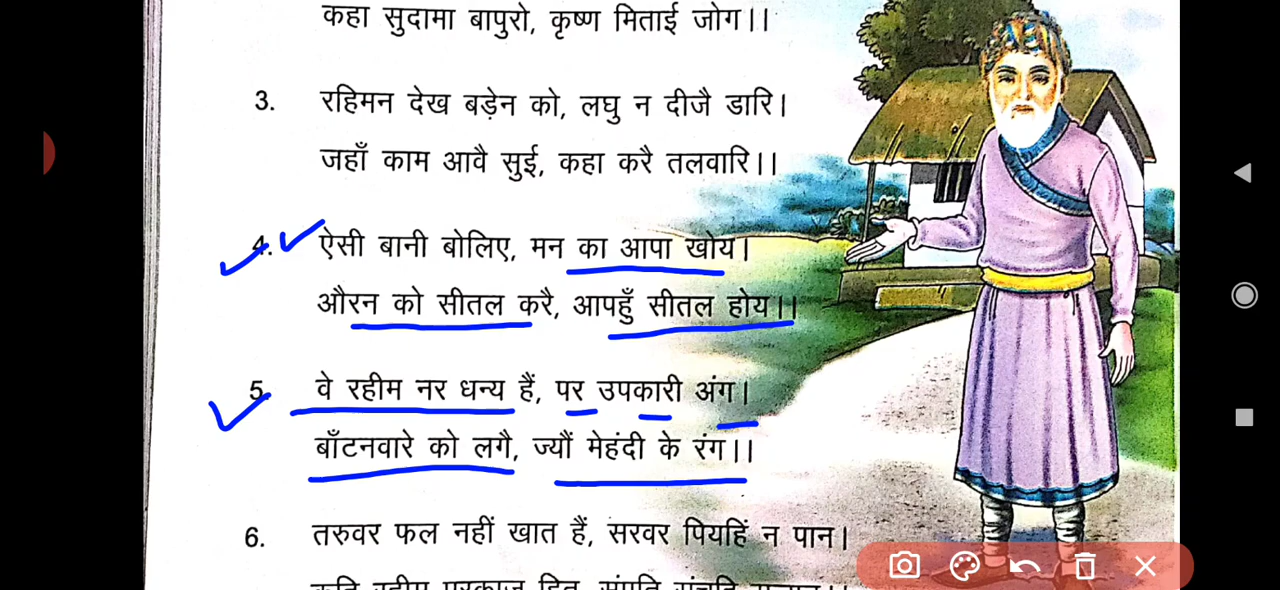 कहा सुदामा बापुरो, कृष्ण मिताई जोग।।
3. रहिमन देख बड़ेन को, लघु न दीजै डारि।
जहाँ काम आवै सुई, कहा करै तलवारि।।
4. ऐसी बानी बोलिए, मन का आपा खोय।
औरन को सीतल करै, आपहुँ सीतल होय।।
5. वे रहीम नर धन्य हैं, पर उपकारी अंग।
बाँटनवारे को लगै, ज्यौं मेहंदी के रंग।।
6. तरुवर फल नहीं खात हैं, सरवर पियहिं न पान।